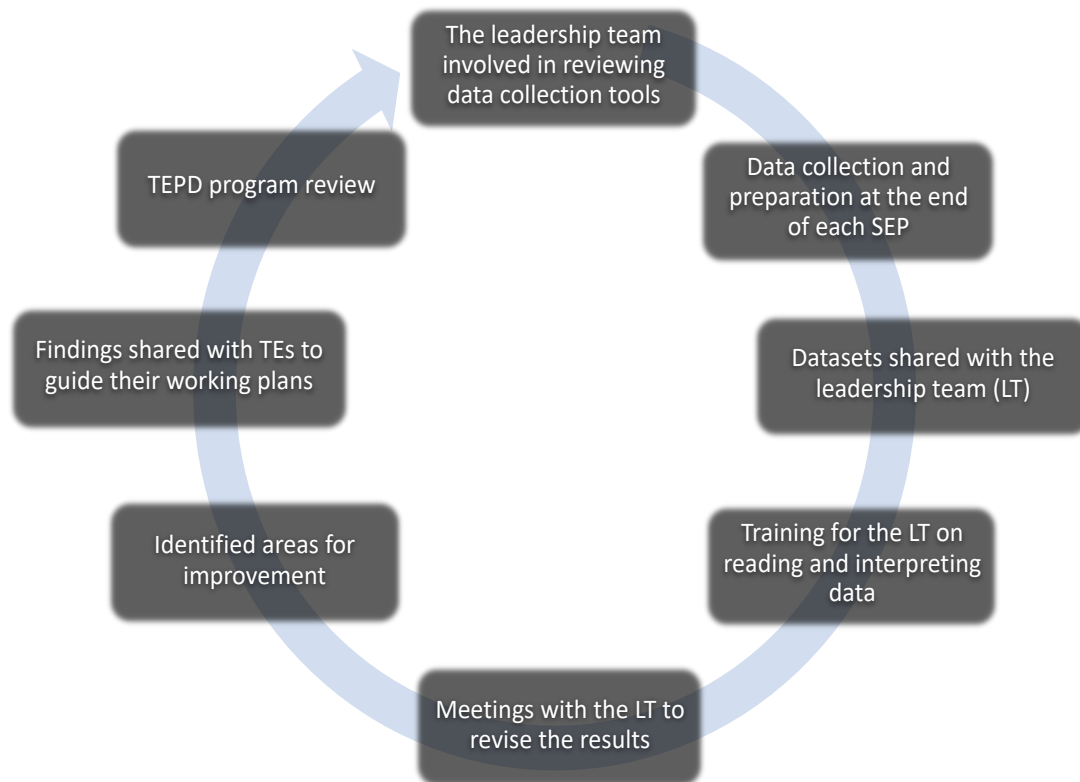 The leadership team
involved in reviewing
data collection tools
Data collection and
preparation at the end
of each SEP
Datasets shared with the
leadership team (LT)
Training for the LT on
reading and interpreting
data
Meetings with the LT to
revise the results
Identified areas for
improvement
Findings shared with TEs to
guide their working plans
TEPD program review